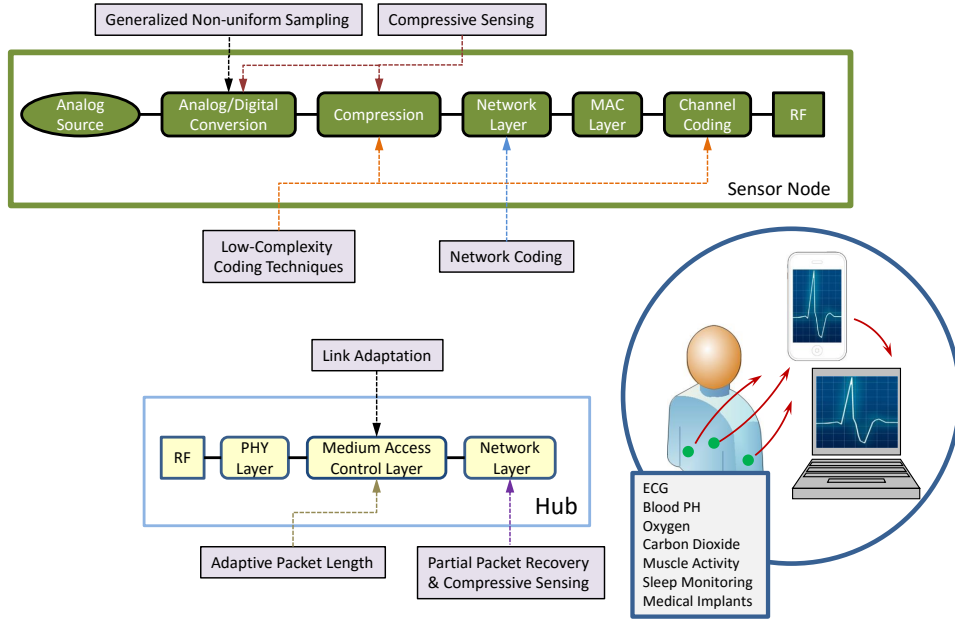 Generalized Non-uniform Sampling
Compressive Sensing
Analog
Source
Analog/Digital
Conversion
Compression
Network
Layer
MAC
Layer
Channel
Coding
RF
Sensor Node
Low-Complexity
Coding Techniques
Network Coding
Link Adaptation
RF
PHY
Layer
Medium Access
Control Layer
Network
Layer
Hub
Adaptive Packet Length
Partial Packet Recovery
& Compressive Sensing
ECG
Blood PH
Oxygen
Carbon Dioxide
Muscle Activity
Sleep Monitoring
Medical Implants